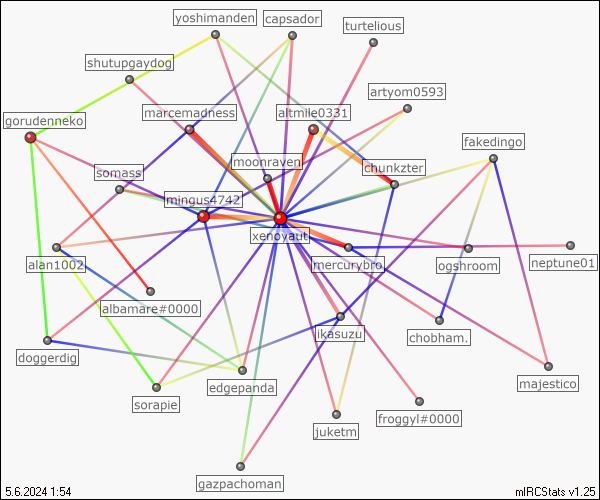 yoshimanden
capsador
turtelious
shutupgaydog
artyom0593
marcemadness
altmile0331
gorudenneko
fakedingo
moonraven
chunkzter
somass
mingus4742
xenoyaut
alan1002
mercurybro
ogshroom
neptune01
albamare#0000
ikasuzu
chobham.
doggerdig
edgepanda
majestico
sorapie
froggyl#0000
juketm
gazpachoman
5.6.2024 1:54
mIRCStats v1.25